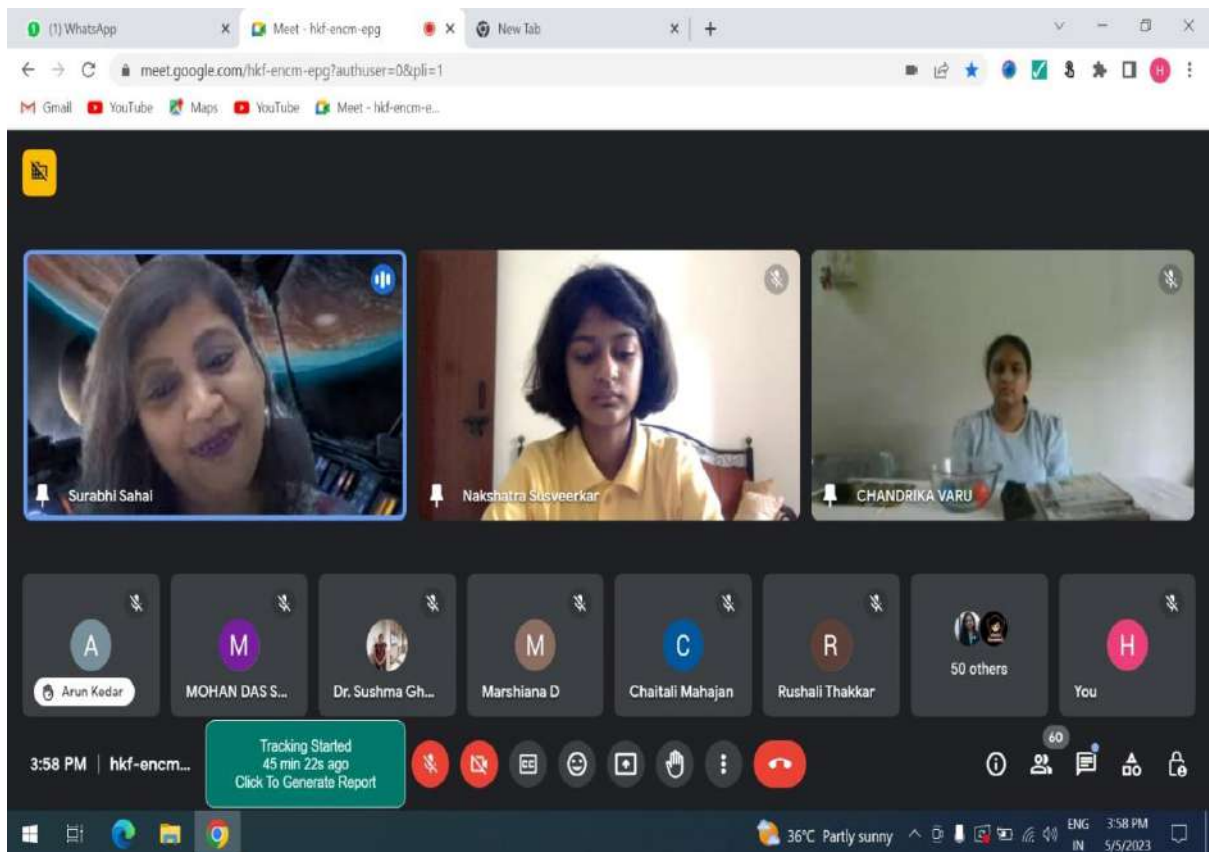 (1) WhatsApp
Meet - hkf-encm-epg
New Tab
meet.google.com/hkf-encm-epg?authuser=0&pli=1
H
Gmail
YouTube
Maps
YouTube
Meet - hkf-encm-e...
Surabhi Sahai
Nakshatra Susveerkar
CHANDRIKA VARU
A
M
M
C
R
H
50 others
Arun Kedar
MOHAN DAS S...
Dr. Sushma Gh...
Marshiana D
Chaitali Mahajan
Rushali Thakkar
You
3:58 PM | hkf-encm...
Tracking Started
45 min 22s ago
Click To Generate Report
60
36°C Partly sunny
ENG
IN
3:58 PM
5/5/2023